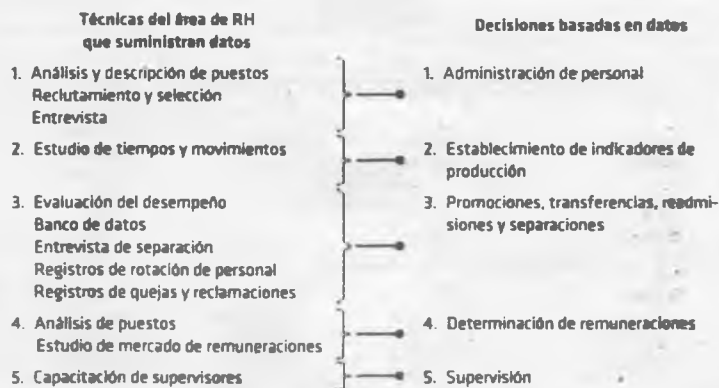 Técnicas del área de RH
que suministran datos
Decisiones basadas en datos
1. Análisis y descripción de puestos
Reclutamiento y selección
Entrevista
1. Administración de personal
2. Estudio de tiempos y movimientos
2. Establecimiento de indicadores de
producción
3. Evaluación del desempeño
Banco de datos
Entrevista de separación
Registros de rotación de personal
Registros de quejas y reclamaciones
3. Promociones, transferencias, readmi-
siones y separaciones
4. Análisis de puestos
Estudio de mercado de remuneraciones
4. Determinación de remuneraciones
5. Capacitación de supervisores
5. Supervisión